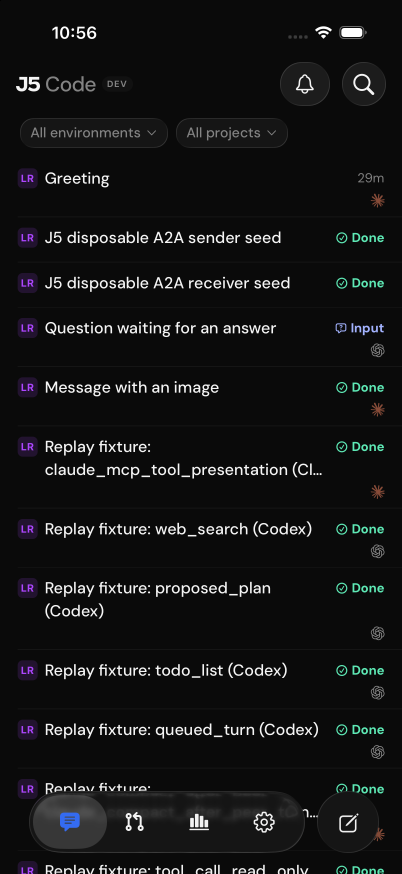 10:56
J5 Code DEV
All environments
All projects
LR Greeting 29m
LR J5 disposable A2A sender seed Done
LR J5 disposable A2A receiver seed Done
LR Question waiting for an answer Input
LR Message with an image Done
LR Replay fixture: Done
claude_mcp_tool_presentation (Cl...
LR Replay fixture: web_search (Codex) Done
LR Replay fixture: proposed_plan Done
(Codex)
LR Replay fixture: todo_list (Codex) Done
LR Replay fixture: queued_turn (Codex) Done
LR Replay fixture: Done
LR Replay fixture: tool_call_read_only Done